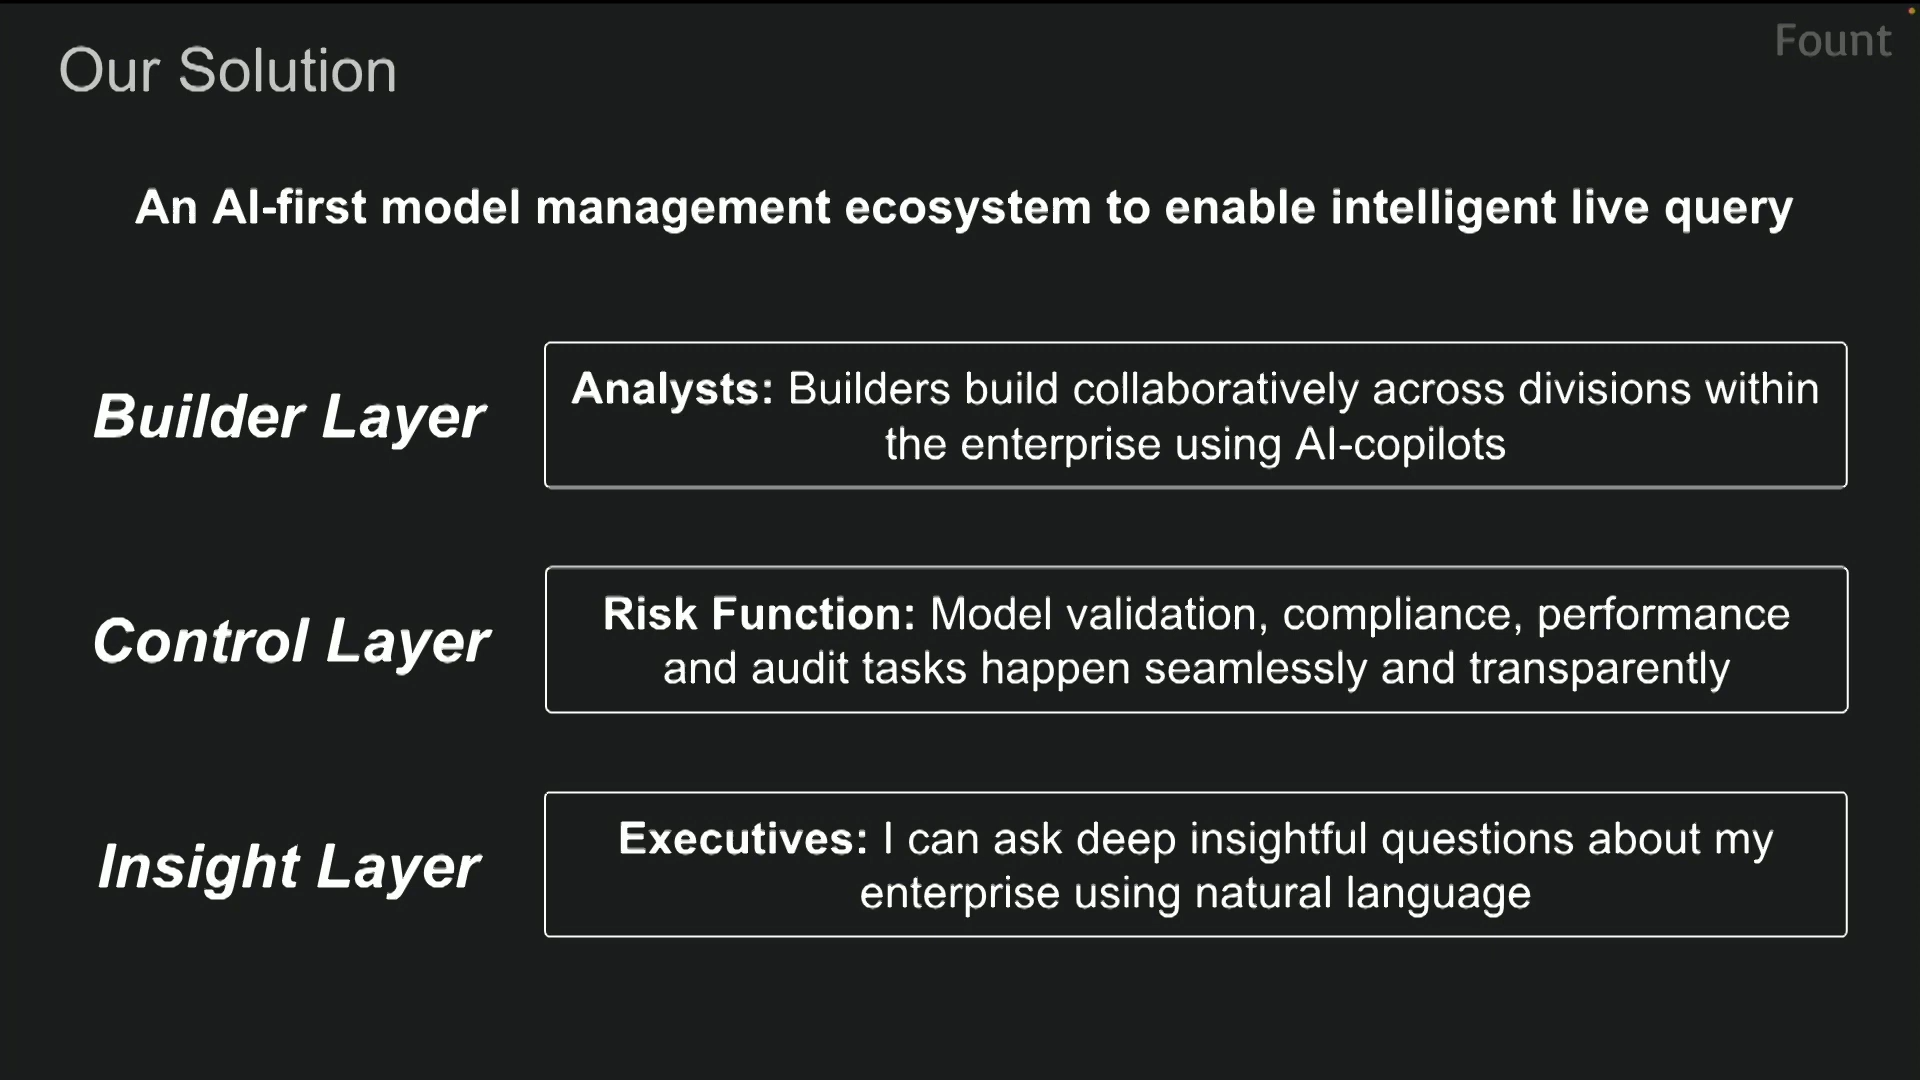 Fount
Our Solution
An AI-first model management ecosystem to enable intelligent live query
Builder Layer
Analysts: Builders build collaboratively across divisions within
the enterprise using AI-copilots
Control Layer
Risk Function: Model validation, compliance, performance
and audit tasks happen seamlessly and transparently
Insight Layer
Executives: I can ask deep insightful questions about my
enterprise using natural language